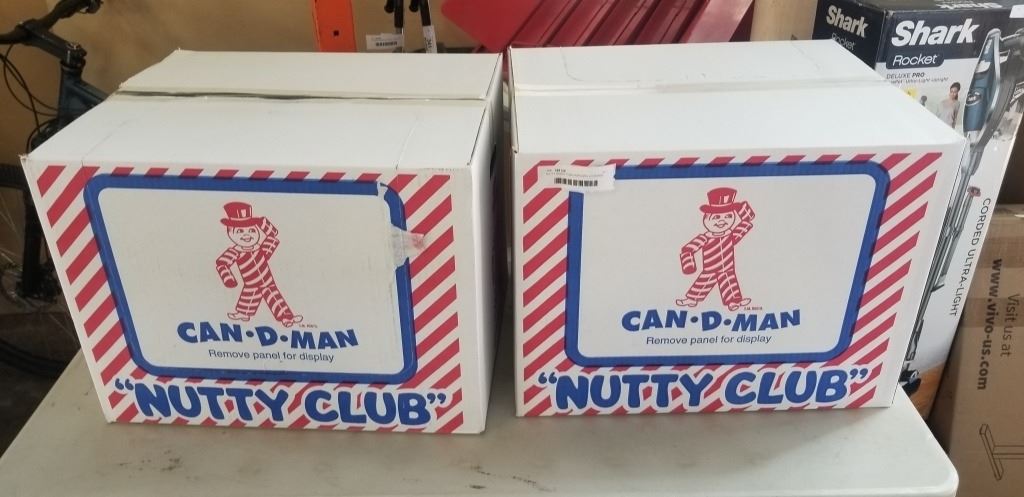 CAN·D·MAN
Remove panel for display
"NUTTY CLUB"
CAN·D·MAN
Remove panel for display
"NUTTY CLUB"
Shark
Rocket
Shark
Rocket
DELUXE PRO
CORDED ULTRA-LIGHT
Visit us at
www.vivo-us.com